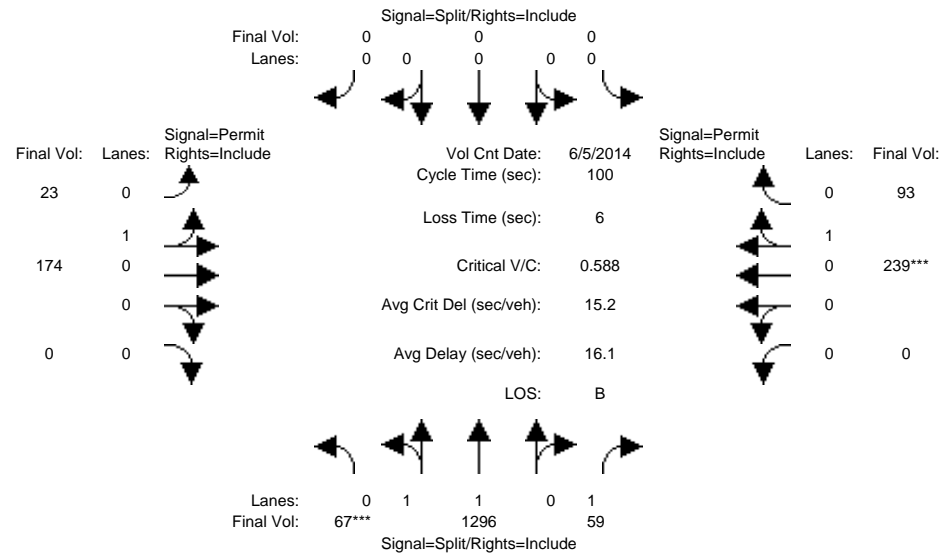 Signal=Split/Rights=Include
Final Vol: 0 0 0
Lanes: 0 0 0 0 0
Signal=Permit Signal=Permit
Final Vol: Lanes: Rights=Include Vol Cnt Date: 6/5/2014 Rights=Include Lanes: Final Vol:
Cycle Time (sec): 100
23 0 0 93
Loss Time (sec): 6
1 1
174 0 Critical V/C: 0.588 0 239***
0 Avg Crit Del (sec/veh): 15.2 0
0 0 Avg Delay (sec/veh): 16.1 0 0
LOS: B
Lanes: 0 1 1 0 1
Final Vol: 67*** 1296 59
Signal=Split/Rights=Include